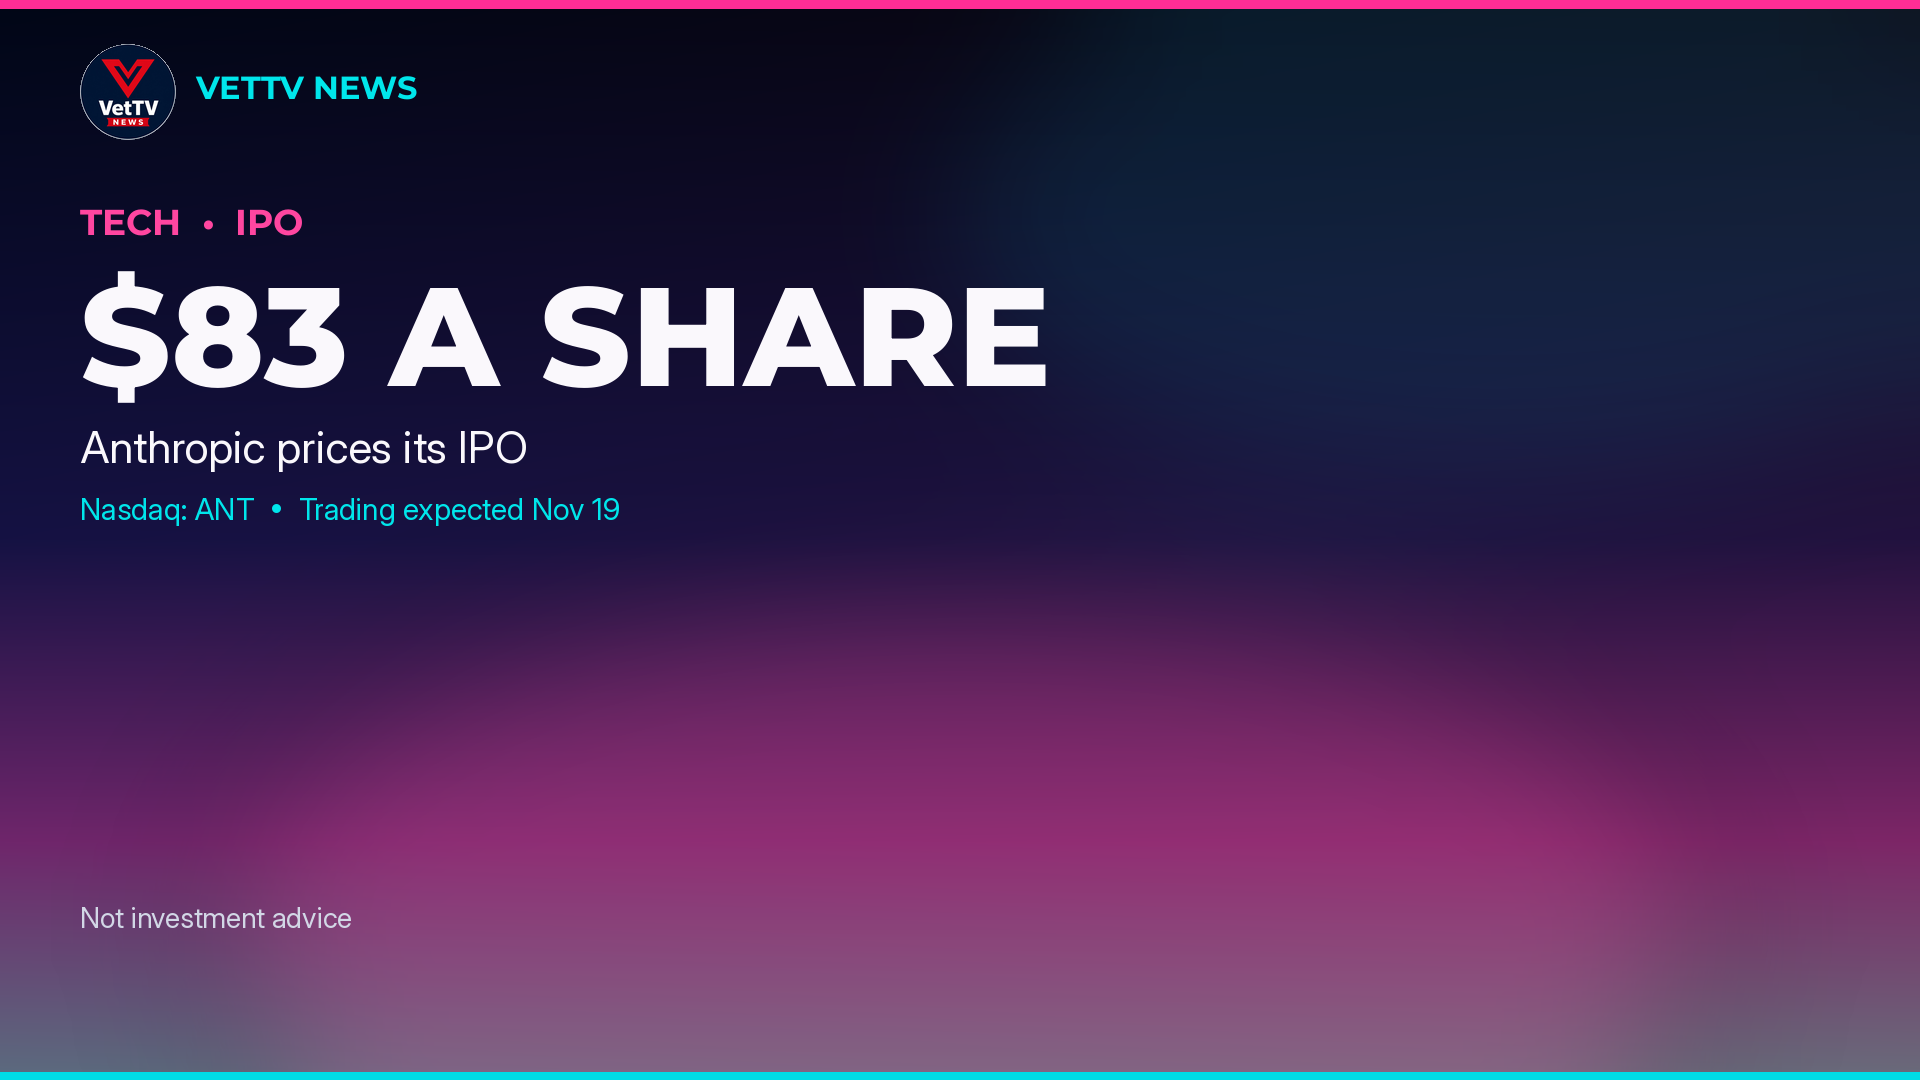 VetTV
NEWS
VETTV NEWS
TECH • IPO
$83 A SHARE
Anthropic prices its IPO
Nasdaq: ANT • Trading expected Nov 19
Not investment advice